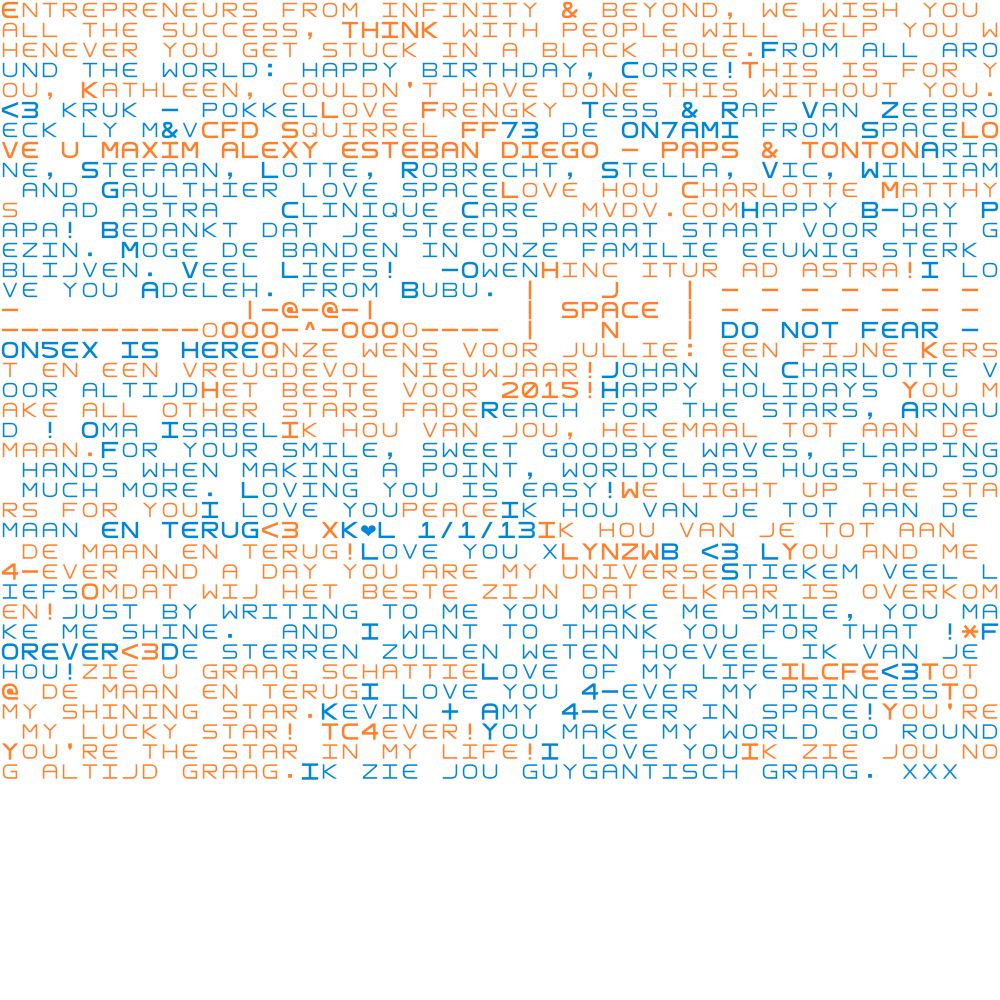 ENTREPRENEURS FROM INFINITY & BEYOND, WE WISH YOU
ALL THE SUCCESS, THINK WITH PEOPLE WILL HELP YOU W
HENEVER YOU GET STUCK IN A BLACK HOLE.FROM ALL ARO
UND THE WORLD: HAPPY BIRTHDAY, CORRE!THIS IS FOR Y
OU, KATHLEEN, COULDN'T HAVE DONE THIS WITHOUT YOU.
<3 KRUK - POKKELLOVE FRENGKY TESS & RAF VAN ZEEBRO
ECK LY M&VCFD SQUIRREL FF73 DE ON7AMI FROM SPACELO
VE U MAXIM ALEXY ESTEBAN DIEGO - PAPS & TONTONARIA
NE, STEFAAN, LOTTE, ROBRECHT, STELLA, VIC, WILLIAM
AND GAULTHIER LOVE SPACELOVE HOU CHARLOTTE MATTHY
S  AD ASTRA   CLINIQUE CARE  MVDV.COMHAPPY B-DAY P
APA! BEDANKT DAT JE STEEDS PARAAT STAAT VOOR HET G
EZIN. MOGE DE BANDEN IN ONZE FAMILIE EEUWIG STERK
BLIJVEN. VEEL LIEFS!  -OWENHINC ITUR AD ASTRA!I LO
VE YOU ADELEH. FROM BUBU. |   J   | - - - - - - -
-           |-@-@-|       | SPACE | - - - - - - -
----------OOOO-^-OOOO---- |   N   | DO NOT FEAR -
ON5EX IS HEREONZE WENS VOOR JULLIE: EEN FIJNE KERS
T EN EEN VREUGDEVOL NIEUWJAAR!JOHAN EN CHARLOTTE V
OOR ALTIJDHET BESTE VOOR 2015!HAPPY HOLIDAYS YOU M
AKE ALL OTHER STARS FADEREACH FOR THE STARS, ARNAU
D ! OMA ISABELIK HOU VAN JOU, HELEMAAL TOT AAN DE
MAAN.FOR YOUR SMILE, SWEET GOODBYE WAVES, FLAPPING
HANDS WHEN MAKING A POINT, WORLDCLASS HUGS AND SO
MUCH MORE. LOVING YOU IS EASY!WE LIGHT UP THE STA
RS FOR YOUI LOVE YOUPEACEIK HOU VAN JE TOT AAN DE
MAAN EN TERUG<3 XK❤L 1/1/13IK HOU VAN JE TOT AAN
DE MAAN EN TERUG!LOVE YOU XLYNZWB <3 LYOU AND ME
4-EVER AND A DAY YOU ARE MY UNIVERSESTIEKEM VEEL L
IEFSOMDAT WIJ HET BESTE ZIJN DAT ELKAAR IS OVERKOM
EN!JUST BY WRITING TO ME YOU MAKE ME SMILE, YOU MA
KE ME SHINE.  AND I WANT TO THANK YOU FOR THAT !*F
OREVER<3DE STERREN ZULLEN WETEN HOEVEEL IK VAN JE
HOU!ZIE U GRAAG SCHATTIELOVE OF MY LIFEILCFE<3TOT
@ DE MAAN EN TERUGI LOVE YOU 4-EVER MY PRINCESSTO
MY SHINING STAR.KEVIN + AMY 4-EVER IN SPACE!YOU'RE
MY LUCKY STAR! TC4EVER!YOU MAKE MY WORLD GO ROUND
YOU'RE THE STAR IN MY LIFE!I LOVE YOUIK ZIE JOU NO
G ALTIJD GRAAG.IK ZIE JOU GUYGANTISCH GRAAG. XXX